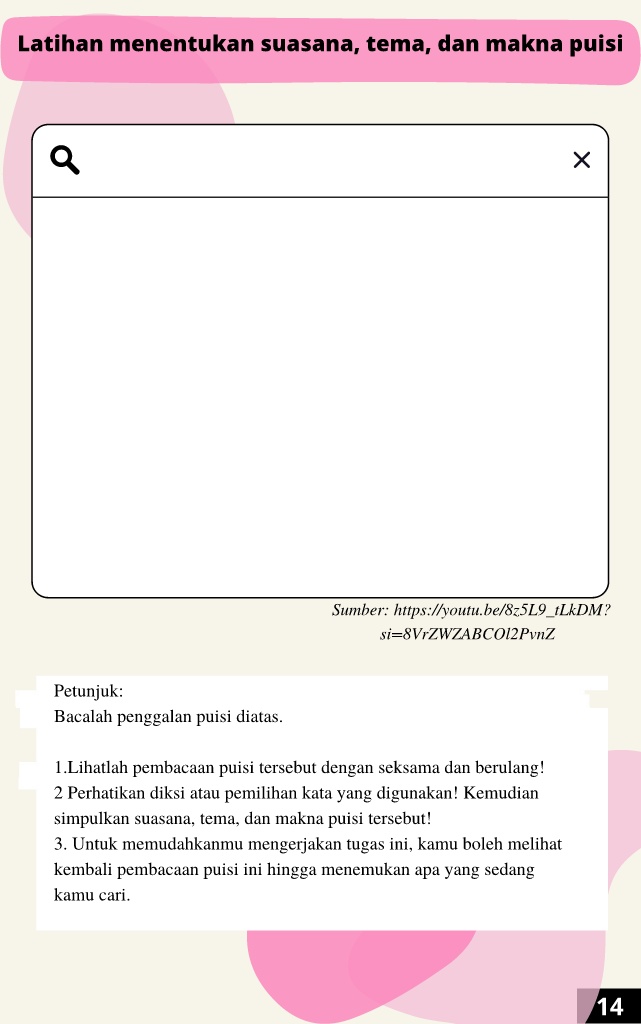 Latihan menentukan suasana, tema, dan makna puisi
Sumber: https://youtu.be/8z5L9_tLkDM?
si=8VrZWZABCOl2PvnZ
Petunjuk:
Bacalah penggalan puisi diatas.
1.Lihatlah pembacaan puisi tersebut dengan seksama dan berulang!
2 Perhatikan diksi atau pemilihan kata yang digunakan! Kemudian
simpulkan suasana, tema, dan makna puisi tersebut!
3. Untuk memudahkanmu mengerjakan tugas ini, kamu boleh melihat
kembali pembacaan puisi ini hingga menemukan apa yang sedang
kamu cari.
14